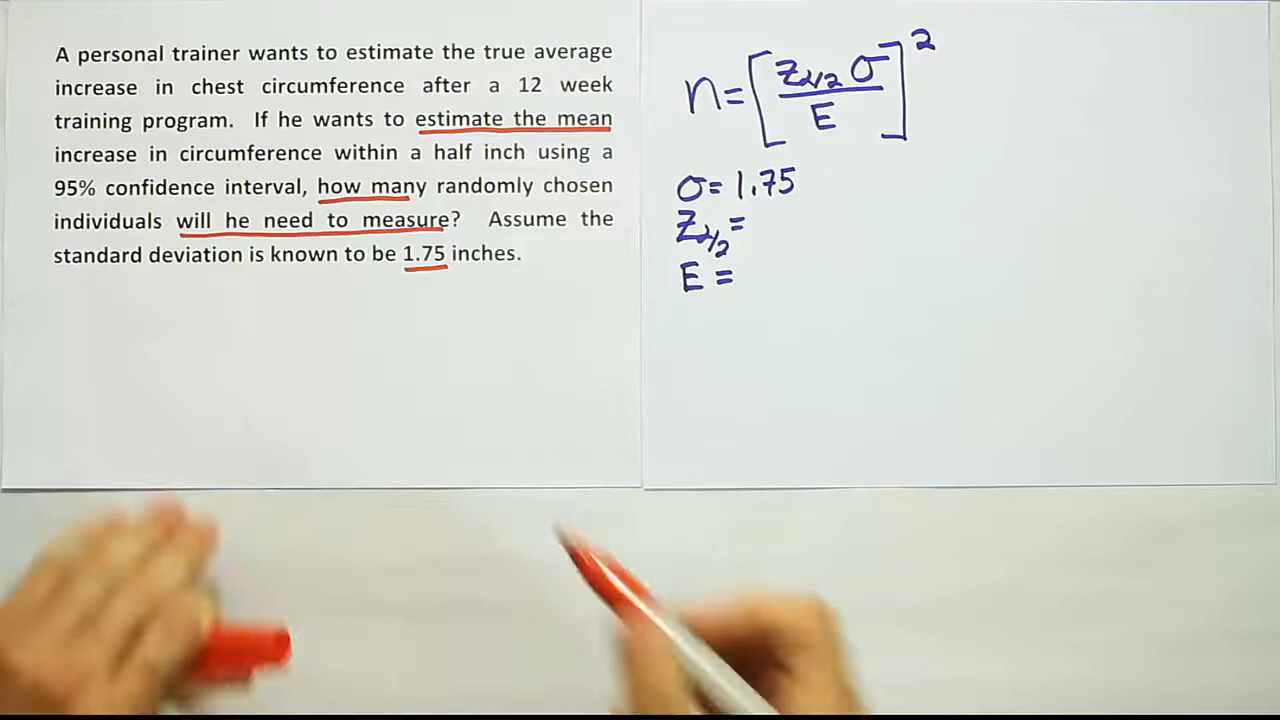 A personal trainer wants to estimate the true average
increase in chest circumference after a 12 week
training program. If he wants to estimate the mean
increase in circumference within a half inch using a
95% confidence interval, how many randomly chosen
individuals will he need to measure? Assume the
standard deviation is known to be 1.75 inches.
n=[Zα/2 σ / E]²
σ=1.75
Zα/2=
E=